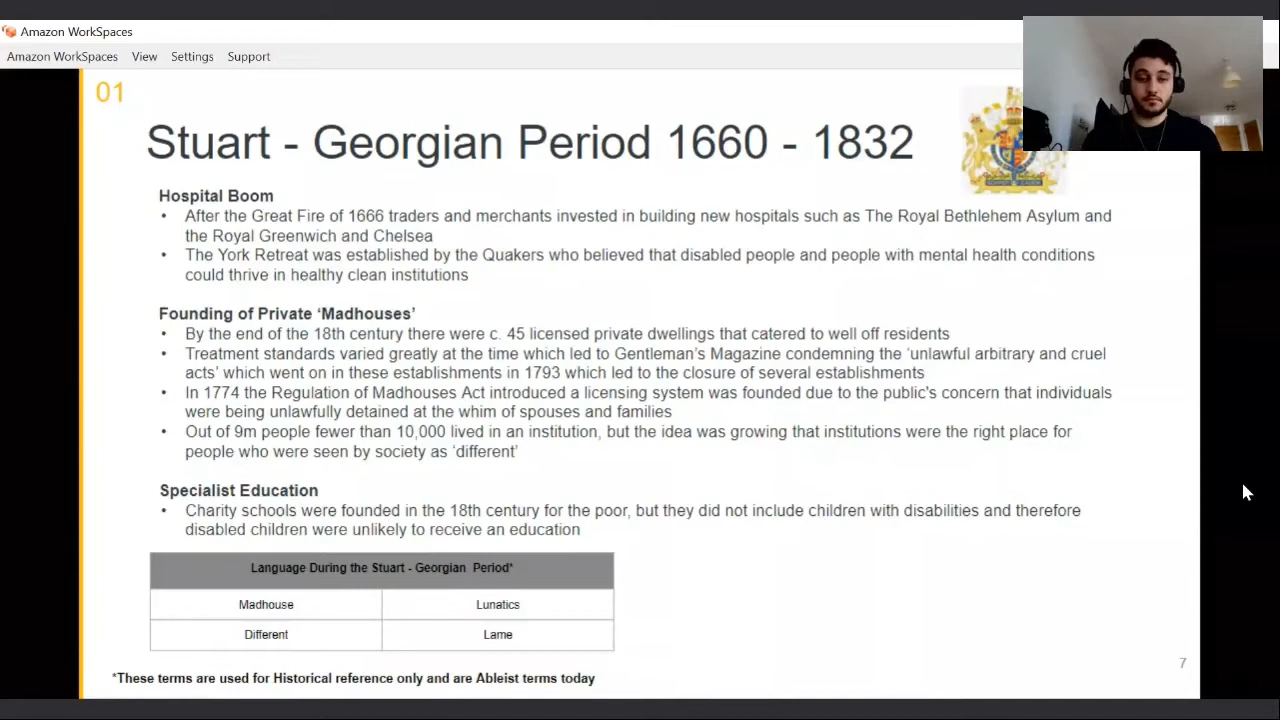 Amazon WorkSpaces
Amazon WorkSpaces View Settings Support
01
Stuart - Georgian Period 1660 - 1832
Hospital Boom
• After the Great Fire of 1666 traders and merchants invested in building new hospitals such as The Royal Bethlehem Asylum and
the Royal Greenwich and Chelsea
• The York Retreat was established by the Quakers who believed that disabled people and people with mental health conditions
could thrive in healthy clean institutions
Founding of Private ‘Madhouses’
• By the end of the 18th century there were c. 45 licensed private dwellings that catered to well off residents
• Treatment standards varied greatly at the time which led to Gentleman’s Magazine condemning the ‘unlawful arbitrary and cruel
acts’ which went on in these establishments in 1793 which led to the closure of several establishments
• In 1774 the Regulation of Madhouses Act introduced a licensing system was founded due to the public's concern that individuals
were being unlawfully detained at the whim of spouses and families
• Out of 9m people fewer than 10,000 lived in an institution, but the idea was growing that institutions were the right place for
people who were seen by society as ‘different’
Specialist Education
• Charity schools were founded in the 18th century for the poor, but they did not include children with disabilities and therefore
disabled children were unlikely to receive an education
Language During the Stuart - Georgian Period*
Madhouse Lunatics
Different Lame
7
*These terms are used for Historical reference only and are Ableist terms today